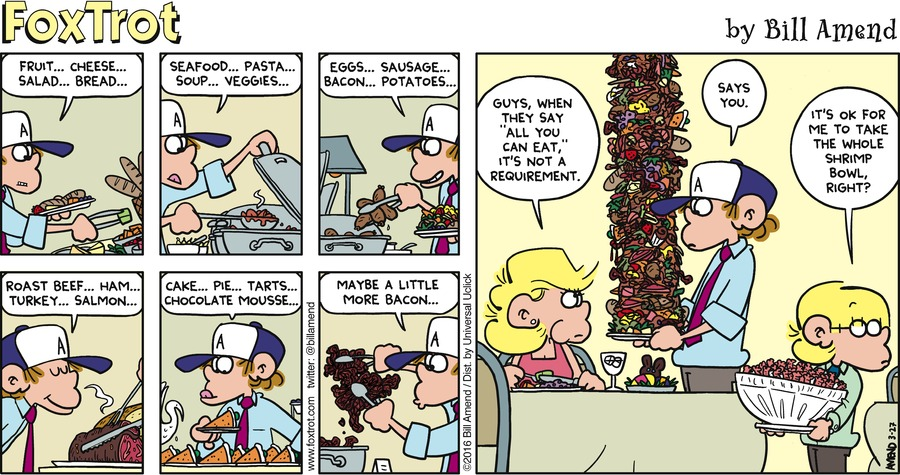 FoxTrot
by Bill Amend
FRUIT... CHEESE...
SALAD... BREAD...
A
SEAFOOD... PASTA...
SOUP... VEGGIES...
A
EGGS... SAUSAGE...
BACON... POTATOES...
A
ROAST BEEF... HAM...
TURKEY... SALMON...
A
CAKE... PIE... TARTS...
CHOCOLATE MOUSSE...
A
MAYBE A LITTLE
MORE BACON...
A
www.foxtrot.com twitter: @billamend
©2016 Bill Amend / Dist. by Universal Uclick
GUYS, WHEN
THEY SAY
"ALL YOU
CAN EAT,"
IT'S NOT A
REQUIREMENT.
SAYS
YOU.
A
IT'S OK FOR
ME TO TAKE
THE WHOLE
SHRIMP
BOWL,
RIGHT?
AMEND 3-27